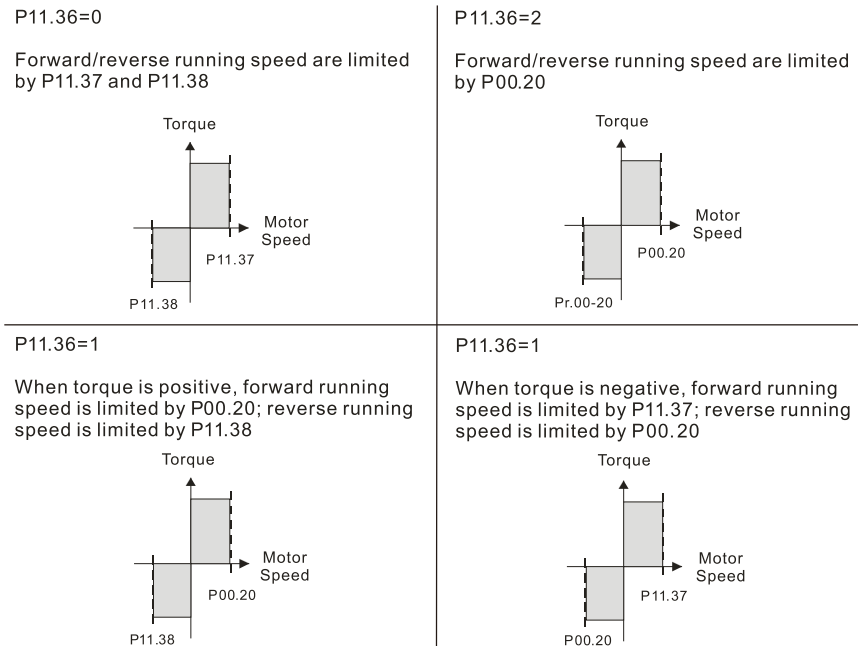 P11.36=0
Forward/reverse running speed are limited
by P11.37 and P11.38
Torque
Motor
Speed
P11.37
P11.38
P11.36=2
Forward/reverse running speed are limited
by P00.20
Torque
Motor
Speed
P00.20
Pr.00-20
P11.36=1
When torque is positive, forward running
speed is limited by P00.20; reverse running
speed is limited by P11.38
Torque
Motor
Speed
P00.20
P11.38
P11.36=1
When torque is negative, forward running
speed is limited by P11.37; reverse running
speed is limited by P00.20
Torque
Motor
Speed
P11.37
P00.20